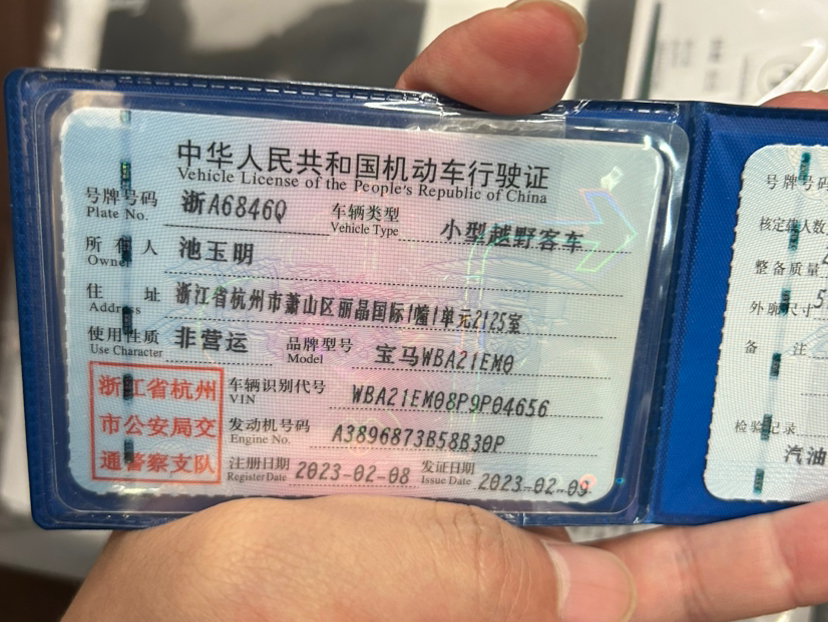 中华人民共和国机动车行驶证
Vehicle License of the People's Republic of China
号牌号码 浙A6846Q 车辆类型 小型越野客车
Plate No. Vehicle Type
所有人 池玉明
Owner
住址 浙江省杭州市萧山区丽晶国际1幢1单元2125室
Address
使用性质 非营运 品牌型号 宝马WBA21EM0
Use Character Model
浙江省杭州
市公安局交
通警察支队
车辆识别代号 WBA21EM08P9P04656
VIN
发动机号码 A3896873B58B30P
Engine No.
注册日期 2023-02-08 发证日期 2023-02-09
Register Date Issue Date
号牌号码
核定载人数
整备质量
外廓尺寸
备注
检验记录
汽油